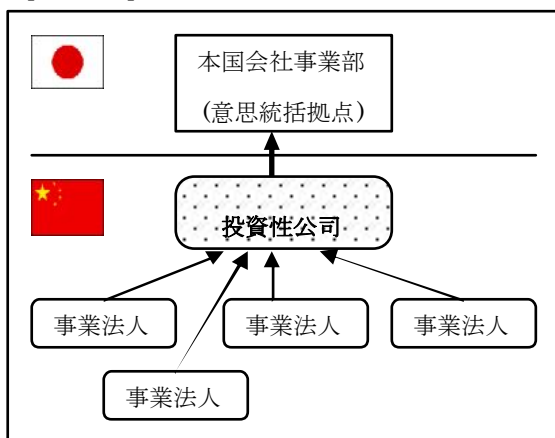 本国会社事業部
(意思統括拠点)
投資性公司
事業法人
事業法人
事業法人
事業法人